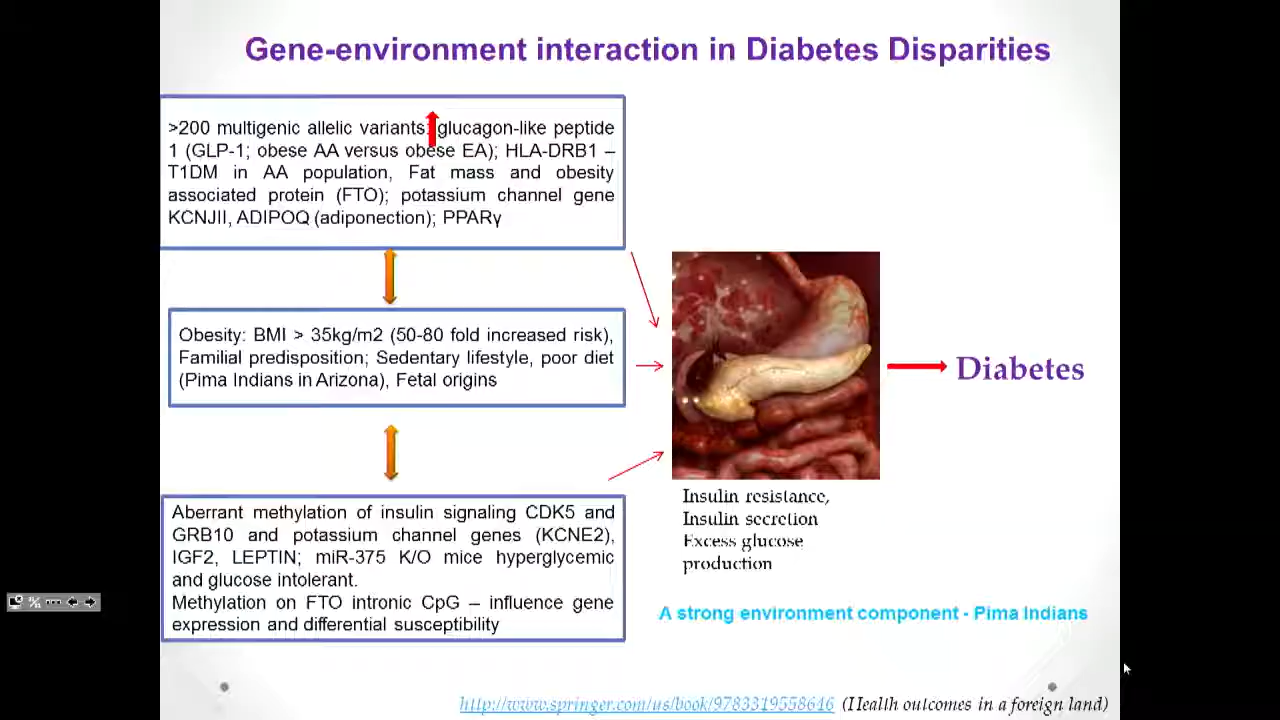 Gene-environment interaction in Diabetes Disparities
>200 multigenic allelic variants: glucagon-like peptide
1 (GLP-1; obese AA versus obese EA); HLA-DRB1 –
T1DM in AA population, Fat mass and obesity
associated protein (FTO); potassium channel gene
KCNJII, ADIPOQ (adiponection); PPARγ
Obesity: BMI > 35kg/m2 (50-80 fold increased risk),
Familial predisposition; Sedentary lifestyle, poor diet
(Pima Indians in Arizona), Fetal origins
Aberrant methylation of insulin signaling CDK5 and
GRB10 and potassium channel genes (KCNE2),
IGF2, LEPTIN; miR-375 K/O mice hyperglycemic
and glucose intolerant.
Methylation on FTO intronic CpG – influence gene
expression and differential susceptibility
Diabetes
Insulin resistance,
Insulin secretion
Excess glucose
production
A strong environment component - Pima Indians
http://www.springer.com/us/book/9783319558646 (Health outcomes in a foreign land)